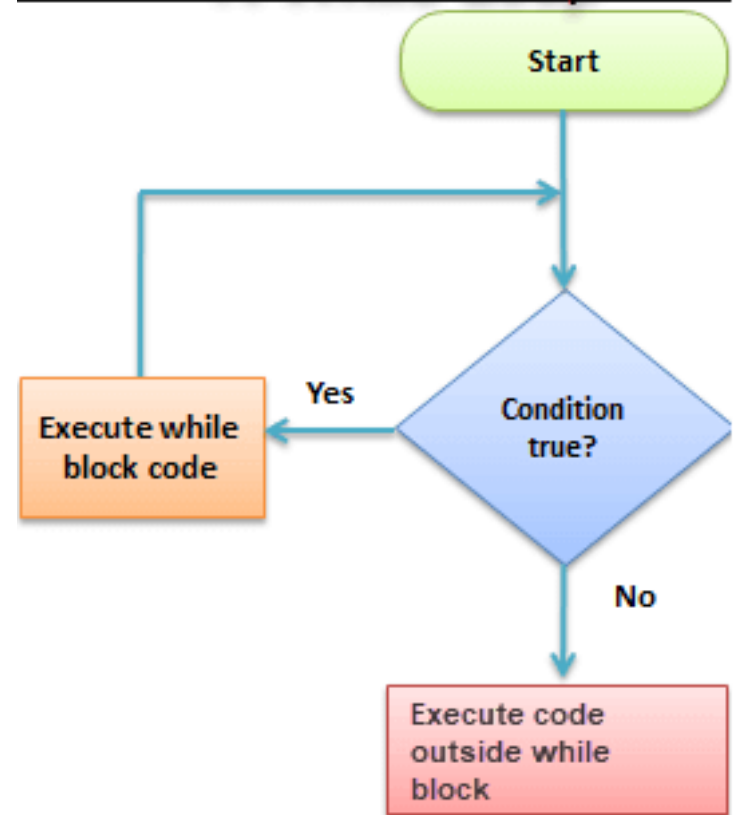 Start
Condition
true?
Yes
Execute while
block code
No
Execute code
outside while
block